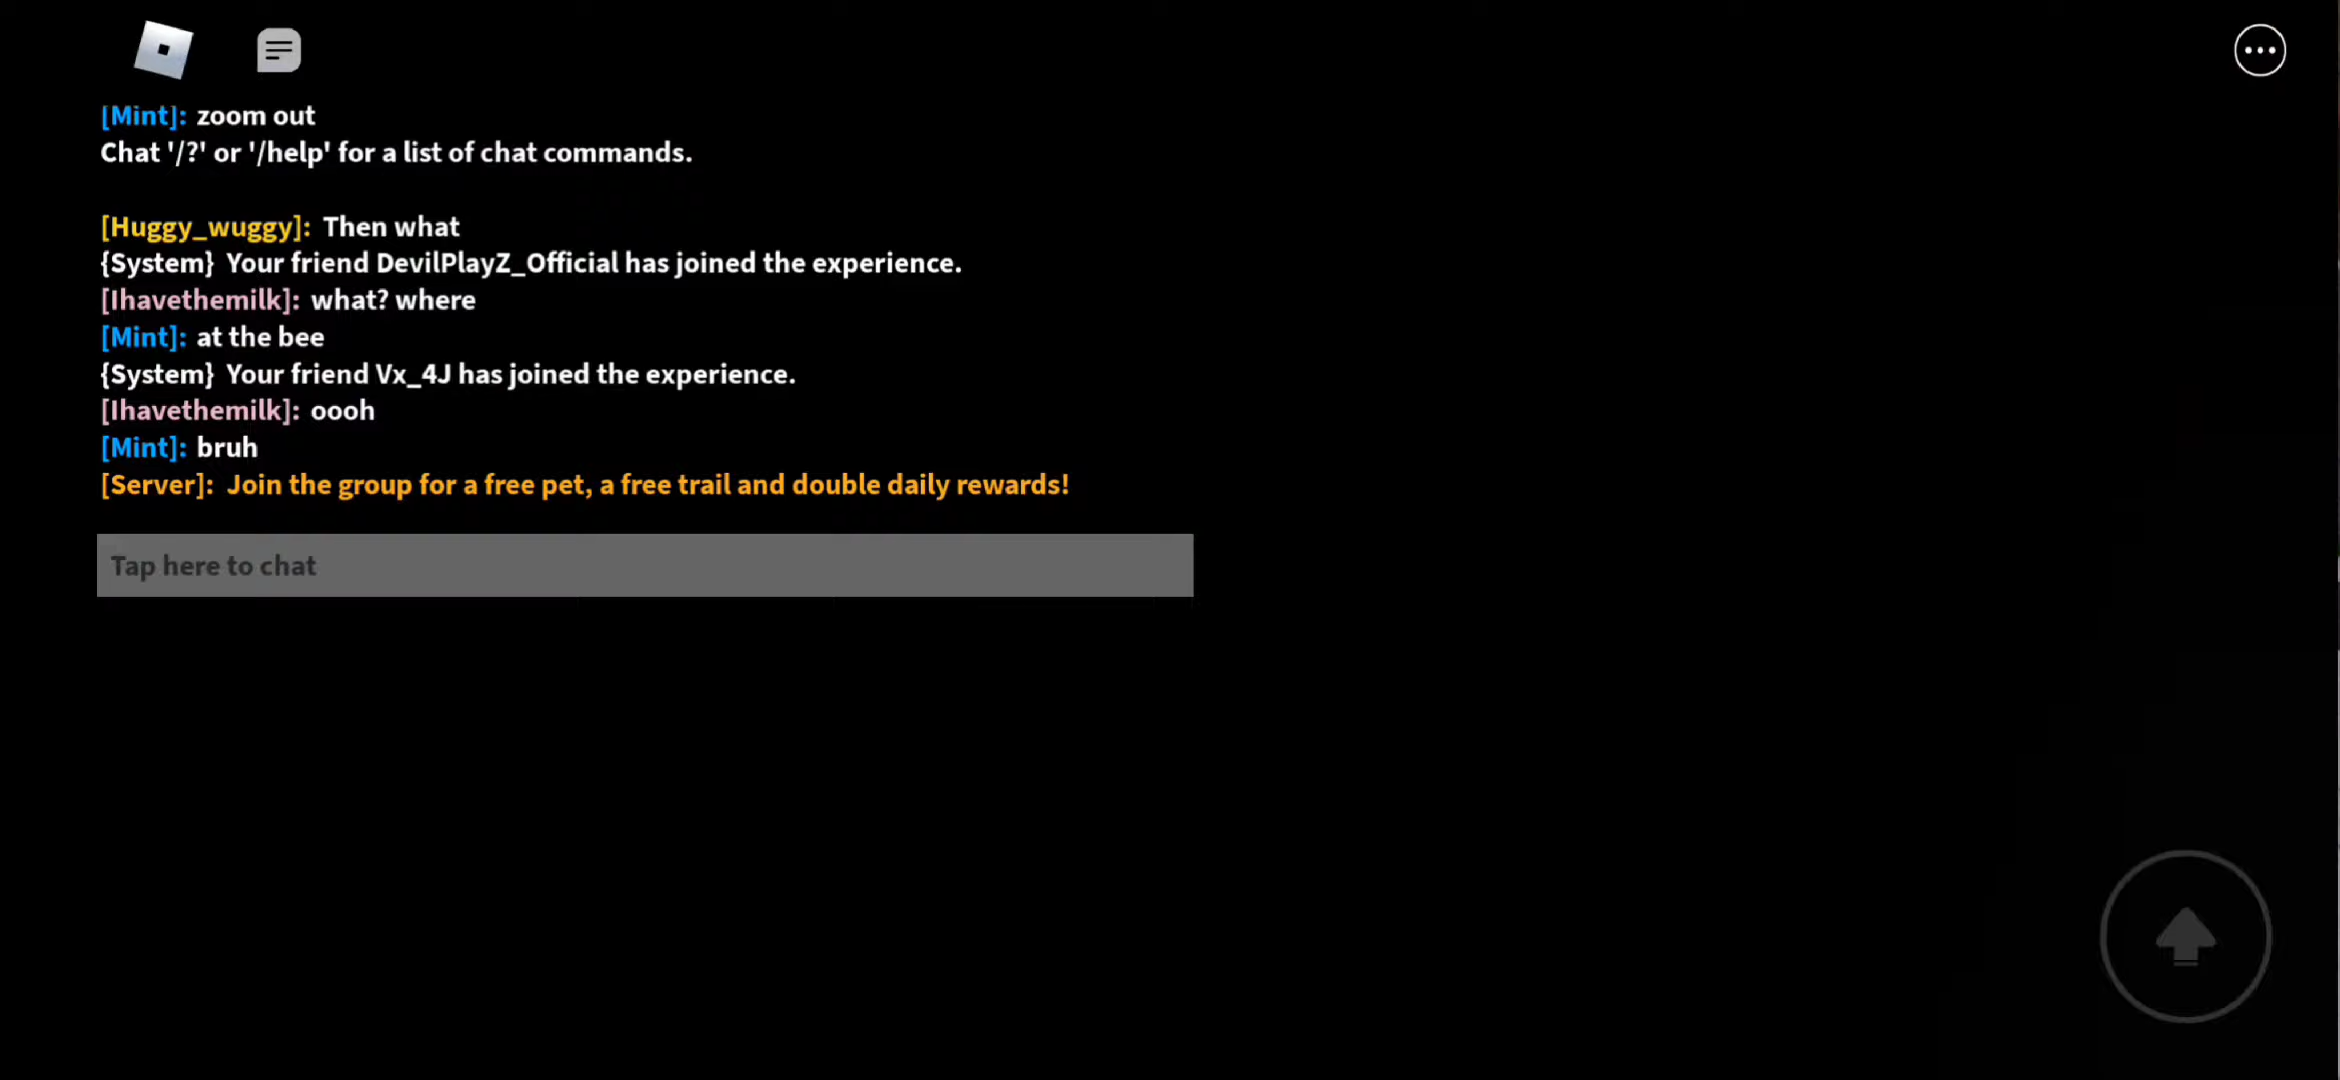 [Mint]: zoom out
Chat '/?' or '/help' for a list of chat commands.
[Huggy_wuggy]: Then what
{System} Your friend DevilPlayZ_Official has joined the experience.
[Ihavethemilk]: what? where
[Mint]: at the bee
{System} Your friend Vx_4J has joined the experience.
[Ihavethemilk]: oooh
[Mint]: bruh
[Server]: Join the group for a free pet, a free trail and double daily rewards!
Tap here to chat